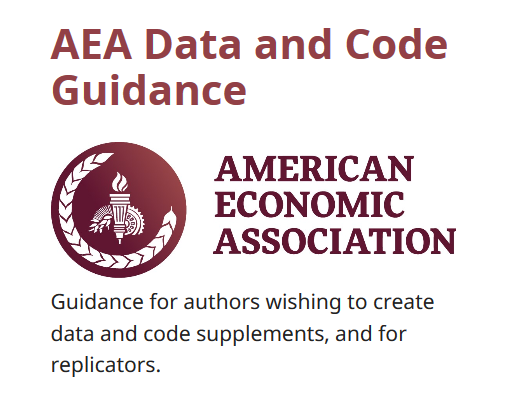 AEA Data and Code
Guidance
AMERICAN
ECONOMIC
ASSOCIATION
Guidance for authors wishing to create
data and code supplements, and for
replicators.